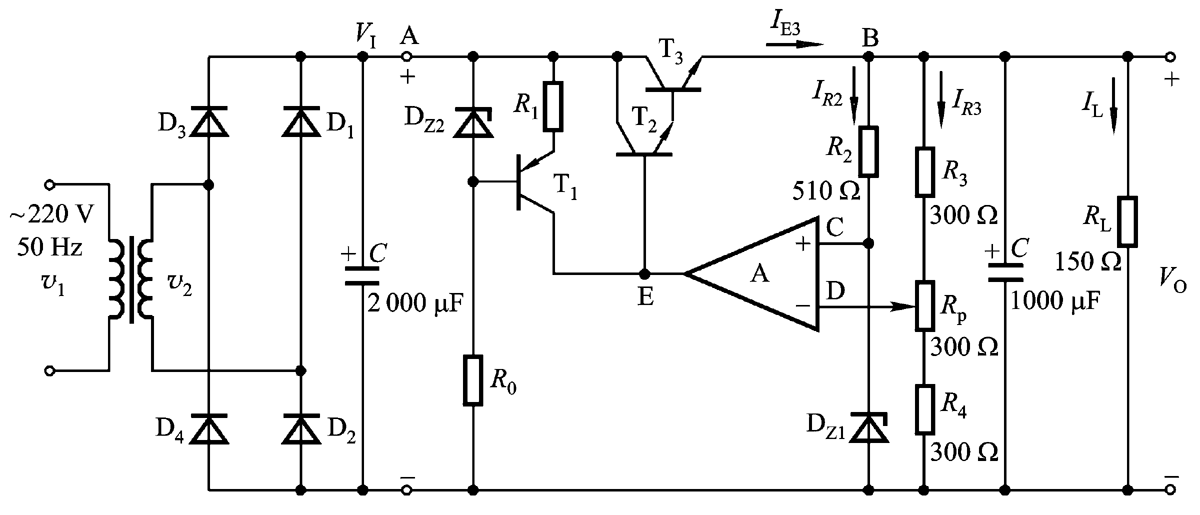 V_I A + T_3 I_E3 B +
D_3 D_1 D_Z2 R_1 T_2 I_R2 I_R3 I_L
R_2 R_3
~220 V 510 Ω T_1 300 Ω
50 Hz + C C + A R_L
v_1 v_2 2 000 μF E D − R_p + C 150 Ω V_O
300 Ω 1000 μF
R_0 R_4
D_4 D_2 D_Z1 300 Ω
− −